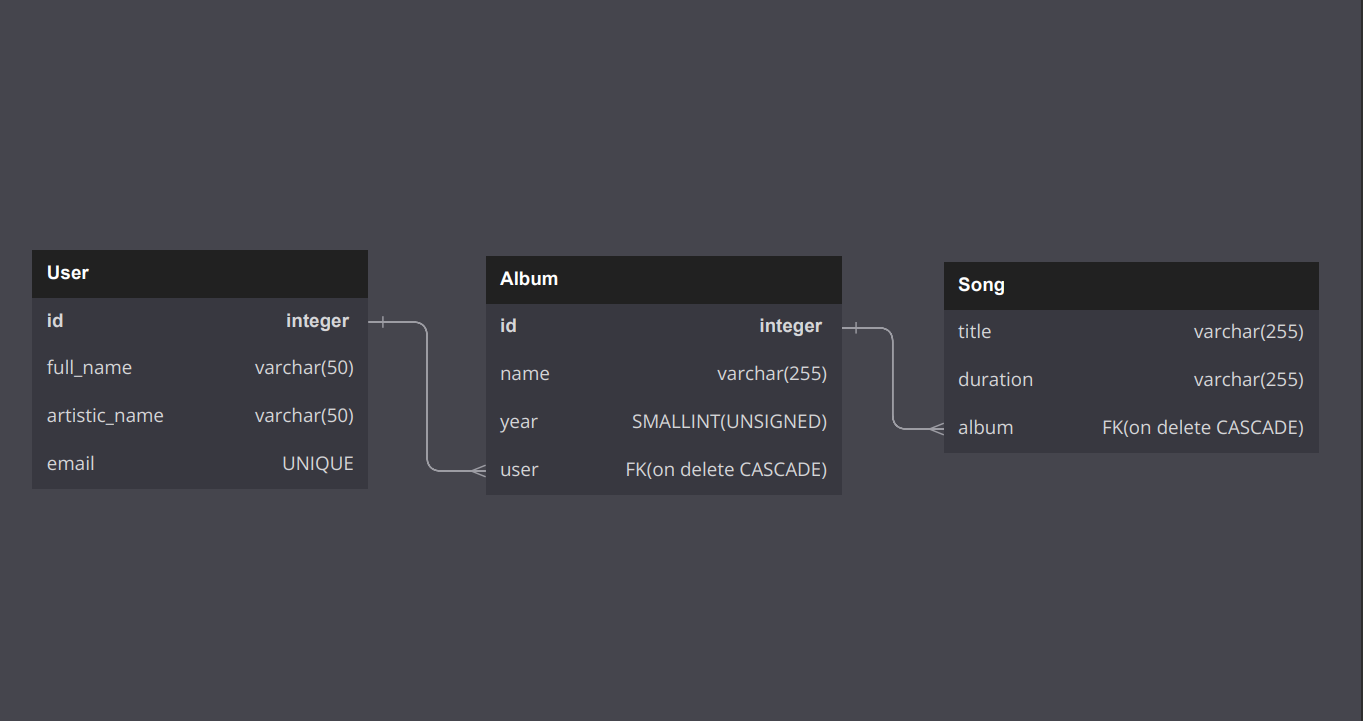 User
id integer
full_name varchar(50)
artistic_name varchar(50)
email UNIQUE
Album
id integer
name varchar(255)
year SMALLINT(UNSIGNED)
user FK(on delete CASCADE)
Song
title varchar(255)
duration varchar(255)
album FK(on delete CASCADE)